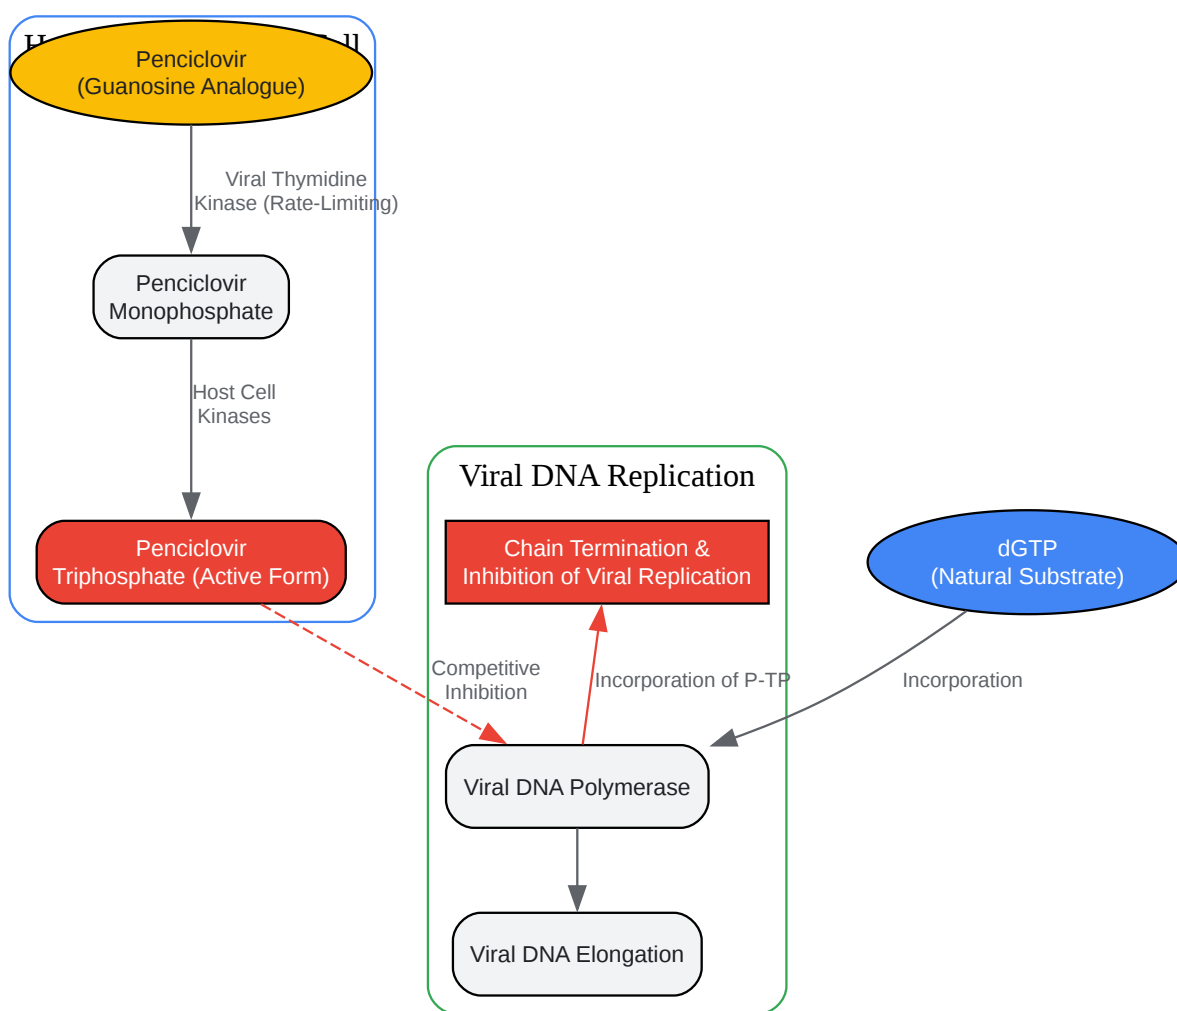 Penciclovir
(Guanosine Analogue)
Viral Thymidine
Kinase (Rate-Limiting)
Penciclovir
Monophosphate
Host Cell
Kinases
Penciclovir
Triphosphate (Active Form)
Viral DNA Replication
Chain Termination &
Inhibition of Viral Replication
dGTP
(Natural Substrate)
Competitive
Inhibition
Incorporation of P-TP
Incorporation
Viral DNA Polymerase
Viral DNA Elongation